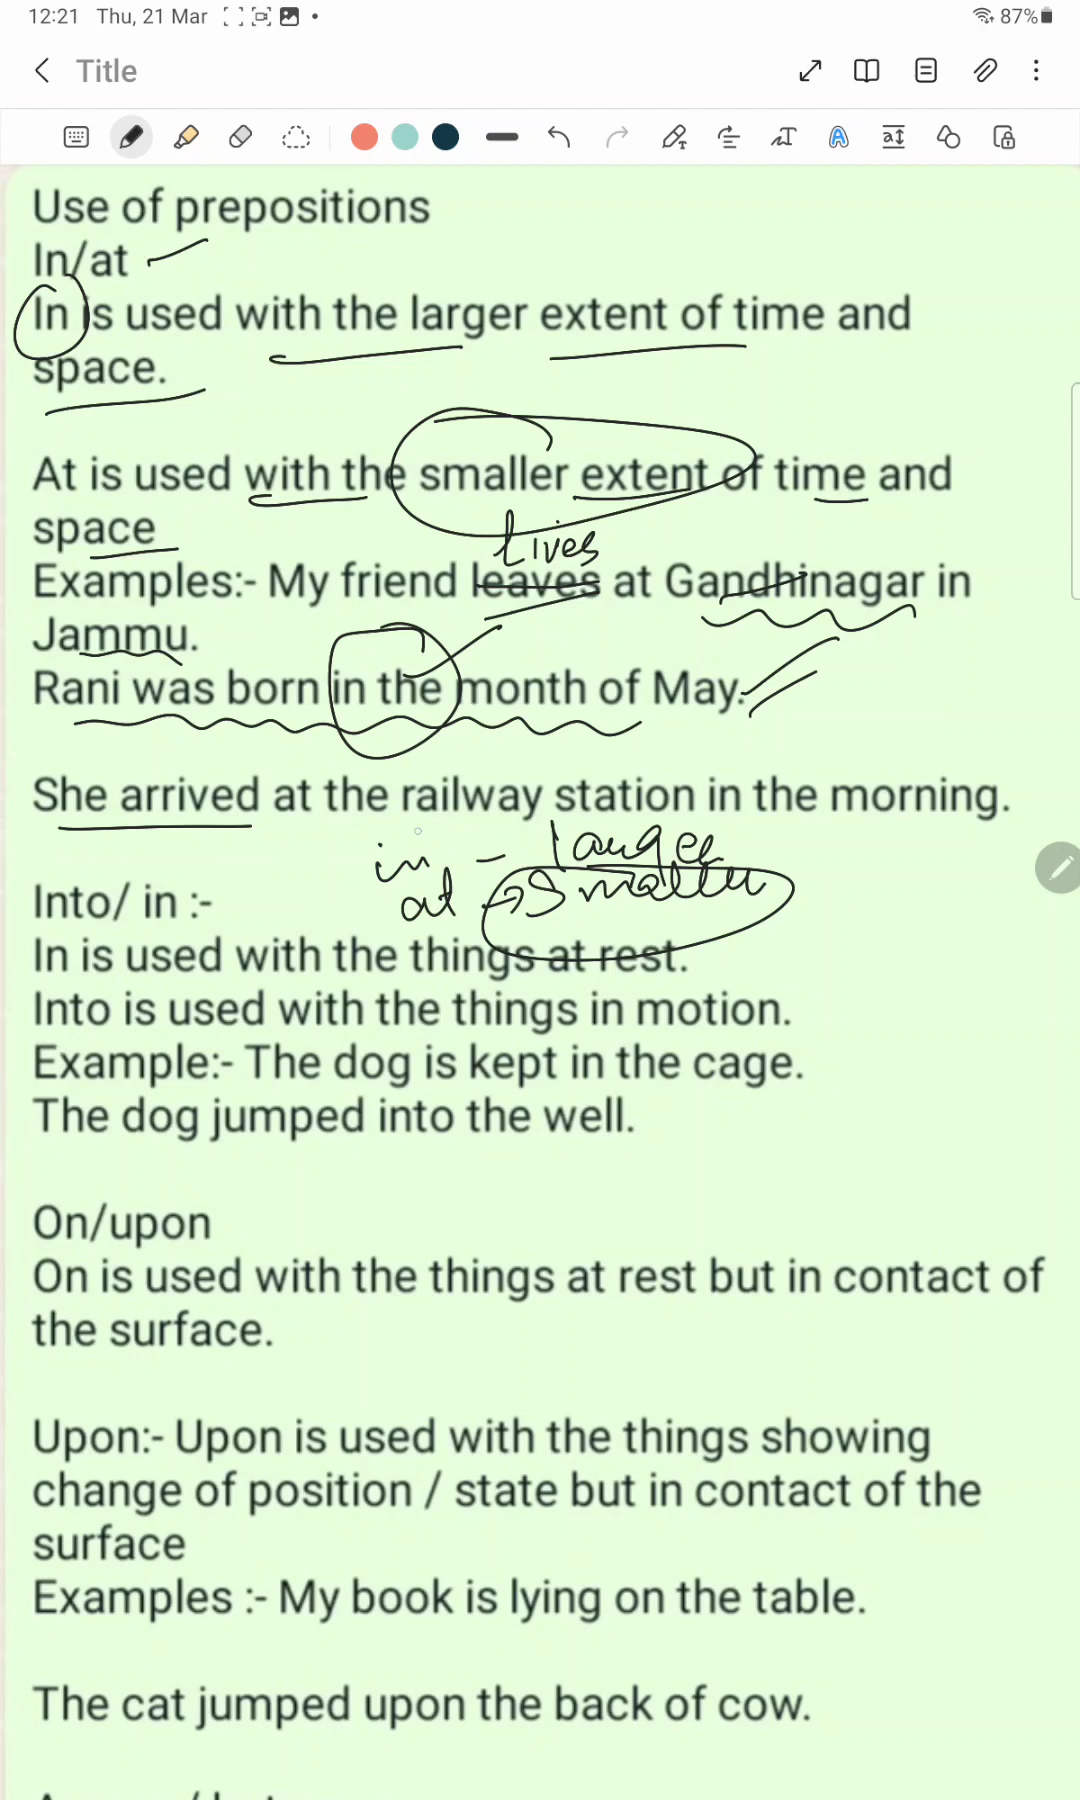 12:21 Thu, 21 Mar 87%
Title
Use of prepositions
In/at
In is used with the larger extent of time and
space.
At is used with the smaller extent of time and
space
Lives
Examples:- My friend leaves at Gandhinagar in
Jammu.
Rani was born in the month of May.
She arrived at the railway station in the morning.
in – larger
at → Smaller
Into/ in :-
In is used with the things at rest.
Into is used with the things in motion.
Example:- The dog is kept in the cage.
The dog jumped into the well.
On/upon
On is used with the things at rest but in contact of
the surface.
Upon:- Upon is used with the things showing
change of position / state but in contact of the
surface
Examples :- My book is lying on the table.
The cat jumped upon the back of cow.